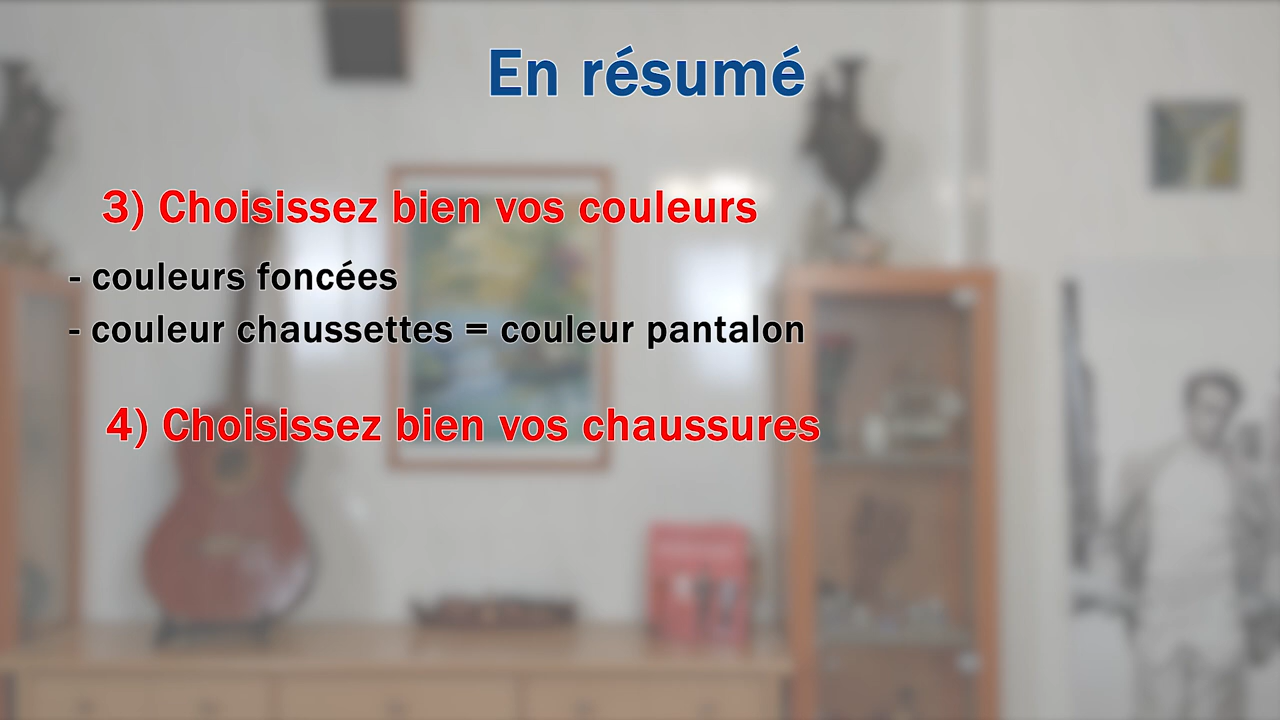 En résumé
3) Choisissez bien vos couleurs
- couleurs foncées
- couleur chaussettes = couleur pantalon
4) Choisissez bien vos chaussures